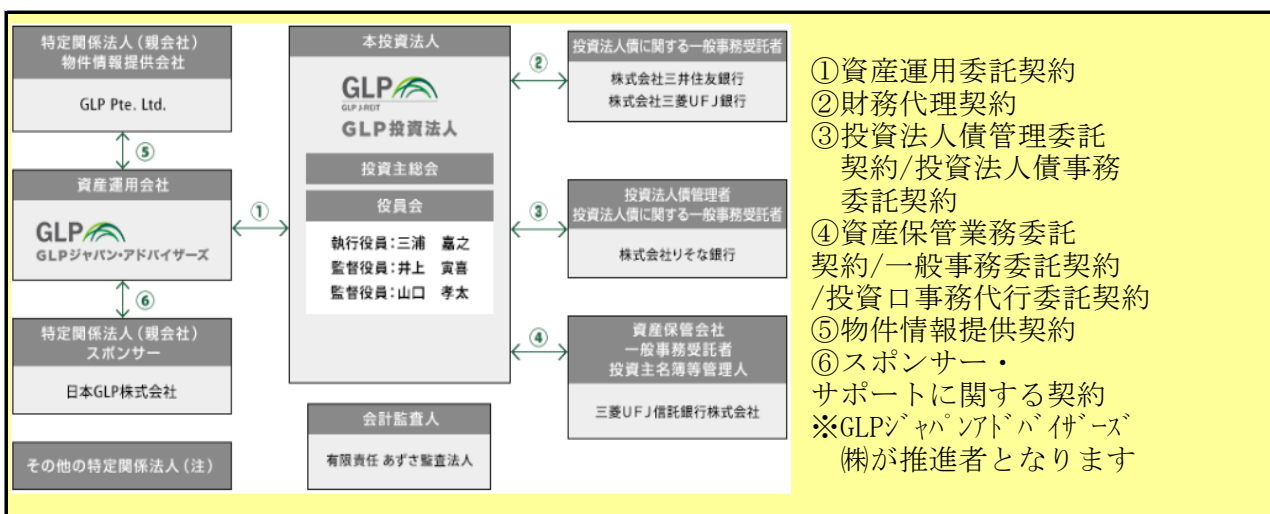 特定関係法人（親会社）
物件情報提供会社
GLP Pte. Ltd.
⑤
資産運用会社
GLP
GLPジャパン・アドバイザーズ
⑥
特定関係法人（親会社）
スポンサー
日本GLP株式会社
その他の特定関係法人（注）
①
本投資法人
GLP
GLP J-REIT
GLP投資法人
投資主総会
役員会
執行役員：三浦　嘉之
監督役員：井上　寅喜
監督役員：山口　孝太
会計監査人
有限責任 あずさ監査法人
②
投資法人債に関する一般事務受託者
株式会社三井住友銀行
株式会社三菱UFJ銀行
③
投資法人債管理者
投資法人債に関する一般事務受託者
株式会社りそな銀行
④
資産保管会社
一般事務受託者
投資主名簿等管理人
三菱UFJ信託銀行株式会社
①資産運用委託契約
②財務代理契約
③投資法人債管理委託
契約/投資法人債事務
委託契約
④資産保管業務委託
契約/一般事務委託契約
/投資口事務代行委託契約
⑤物件情報提供契約
⑥スポンサー・
サポートに関する契約
※GLPｼﾞｬﾊﾟﾝｱﾄﾞﾊﾞｲｻﾞｰｽﾞ
㈱が推進者となります